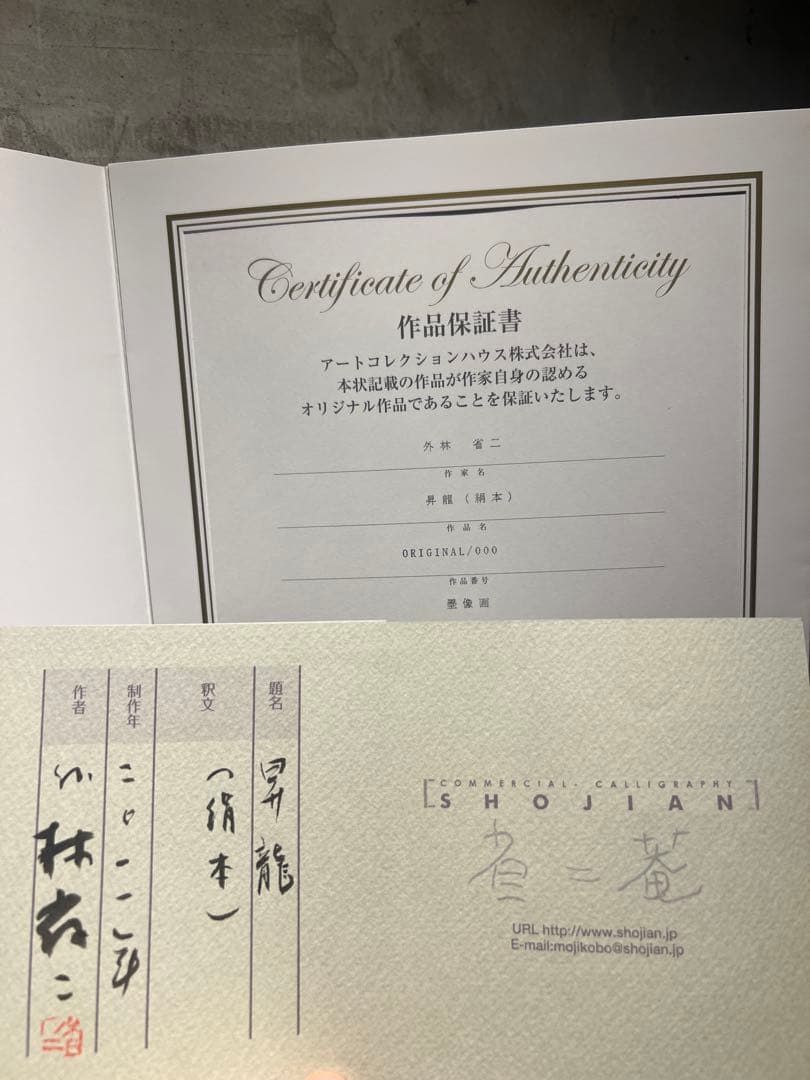 Certificate of Authenticity
作品保証書
アートコレクションハウス株式会社は、
本状記載の作品が作家自身の認める
オリジナル作品であることを保証いたします。
外林 省二
作家名
昇龍(絹本)
作品名
ORIGINAL/000
作品番号
墨像画
題名
昇龍
釈文
(絹本)
制作年
作者
外林省二
COMMERCIAL- CALLIGRAPHY
[SHOJIAN]
省二菴
URL http://www.shojian.jp
E-mail:mojikobo@shojian.jp